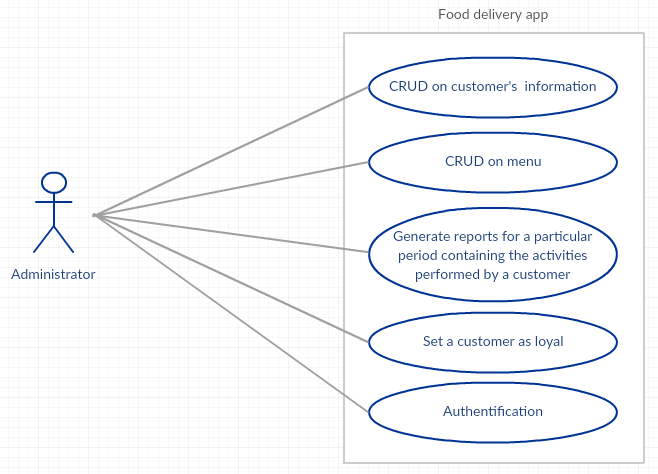 Food delivery app
CRUD on customer's  information
CRUD on menu
Generate reports for a particular
period containing the activities
performed by a customer
Administrator
Set a customer as loyal
Authentification